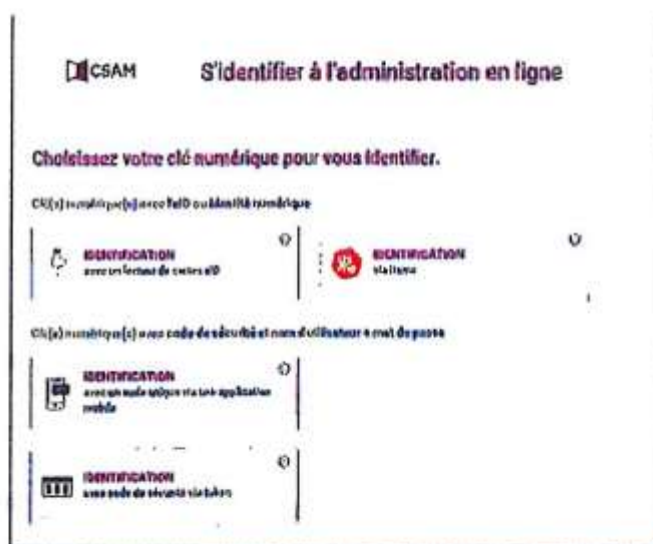 CSAM
S'identifier à l'administration en ligne
Choisissez votre clé numérique pour vous identifier.
Clé(s) numérique(s) avec eID ou identité numérique
IDENTIFICATION
avec un lecteur de cartes eID
IDENTIFICATION
via itsme
Clé(s) numérique(s) avec code de sécurité et nom d'utilisateur + mot de passe
IDENTIFICATION
avec un code unique via une application
mobile
IDENTIFICATION
avec code de sécurité via token